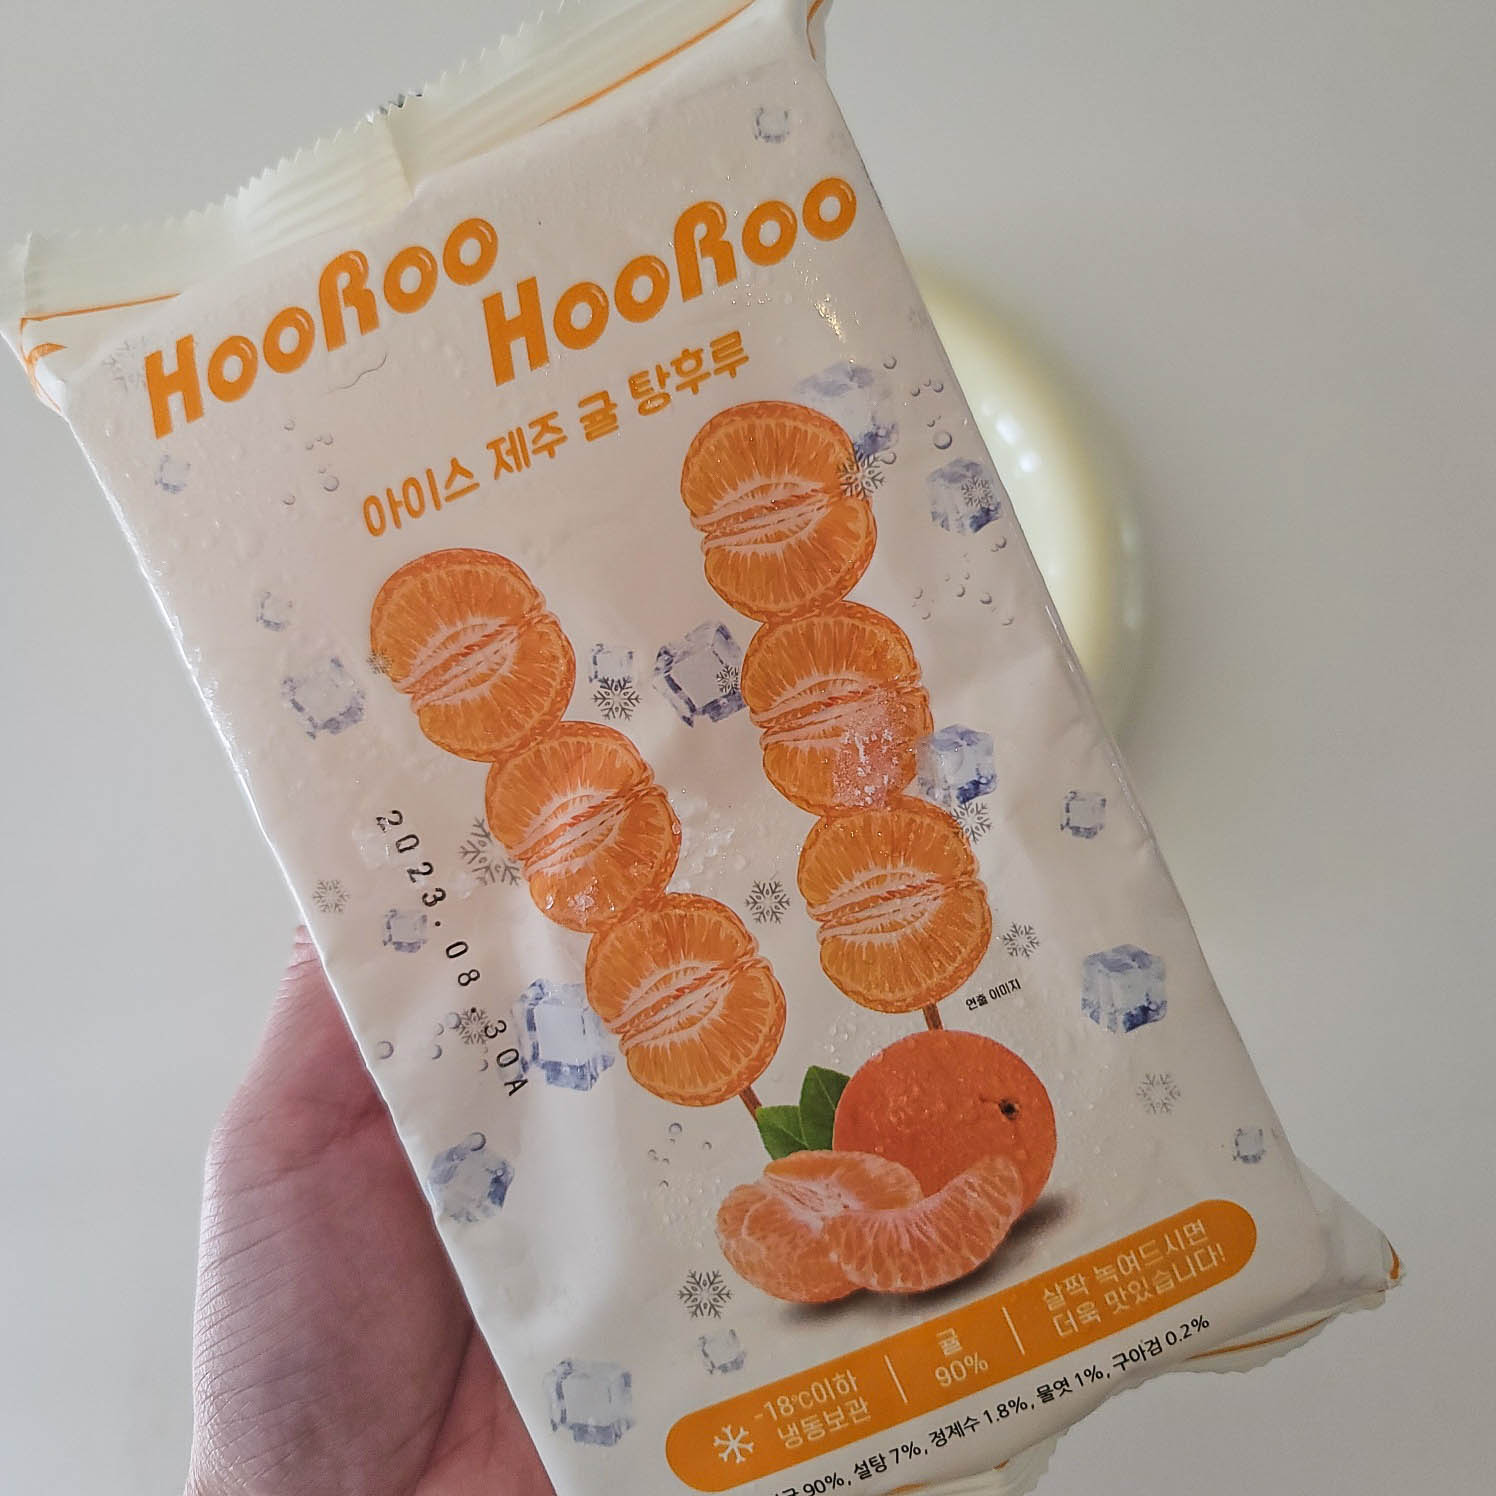 HooRoo
HooRoo
아이스 제주 귤 탕후루
2023.08.30A
연출 이미지
-18℃이하
냉동보관
귤
90%
살짝 녹여드시면
더욱 맛있습니다!
90%, 설탕 7%, 정제수 1.8%, 물엿 1%, 구아검 0.2%